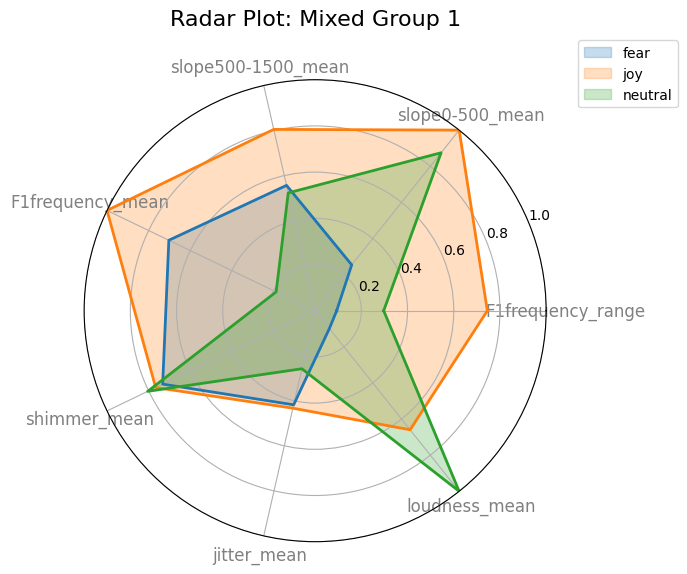 Radar Plot: Mixed Group 1
fear
joy
neutral
slope500-1500_mean
slope0-500_mean
F1frequency_mean
1.0
0.8
0.6
0.4
0.2
F1frequency_range
shimmer_mean
loudness_mean
jitter_mean